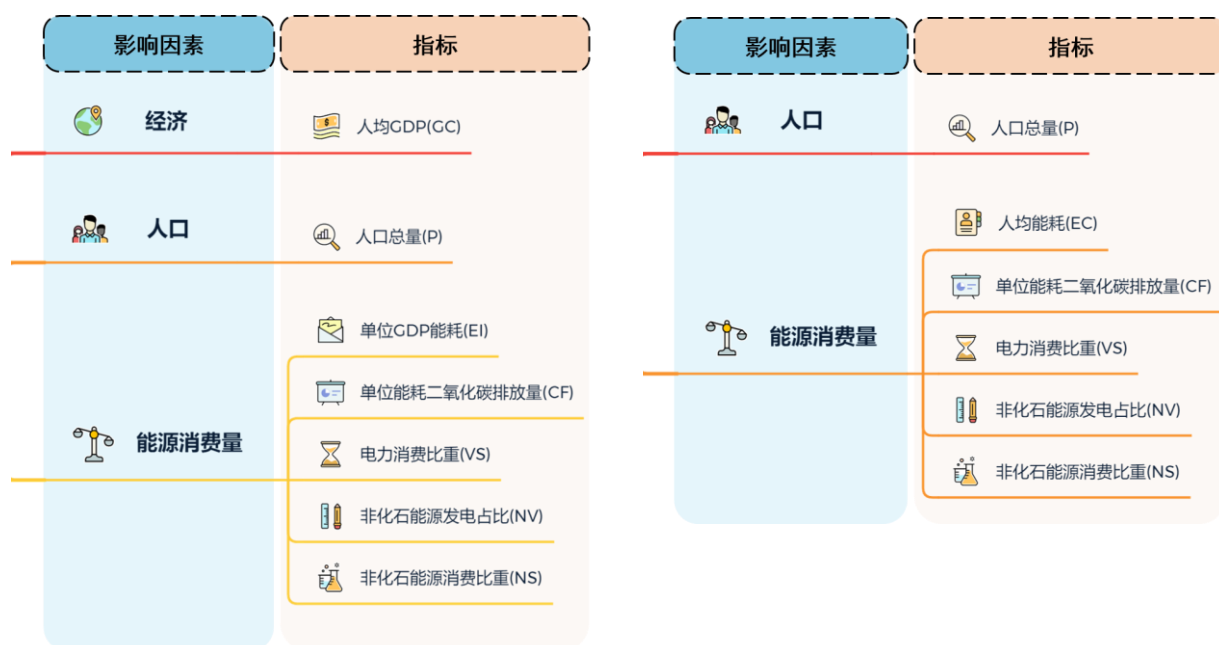 影响因素
指标
经济
人均GDP(GC)
人口
人口总量(P)
单位GDP能耗(EI)
单位能耗二氧化碳排放量(CF)
能源消费量
电力消费比重(VS)
非化石能源发电占比(NV)
非化石能源消费比重(NS)
影响因素
指标
人口
人口总量(P)
人均能耗(EC)
单位能耗二氧化碳排放量(CF)
能源消费量
电力消费比重(VS)
非化石能源发电占比(NV)
非化石能源消费比重(NS)